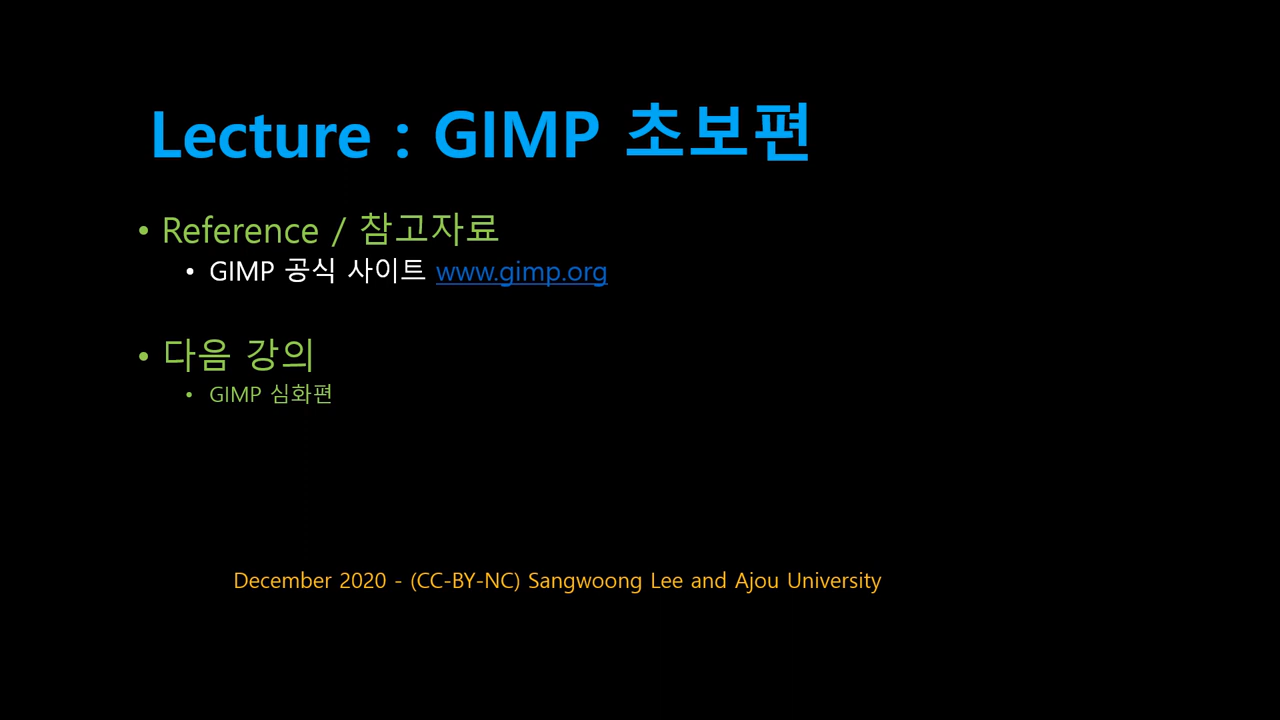 Lecture : GIMP 초보편
• Reference / 참고자료
• GIMP 공식 사이트 www.gimp.org
• 다음 강의
• GIMP 심화편
December 2020 - (CC-BY-NC) Sangwoong Lee and Ajou University